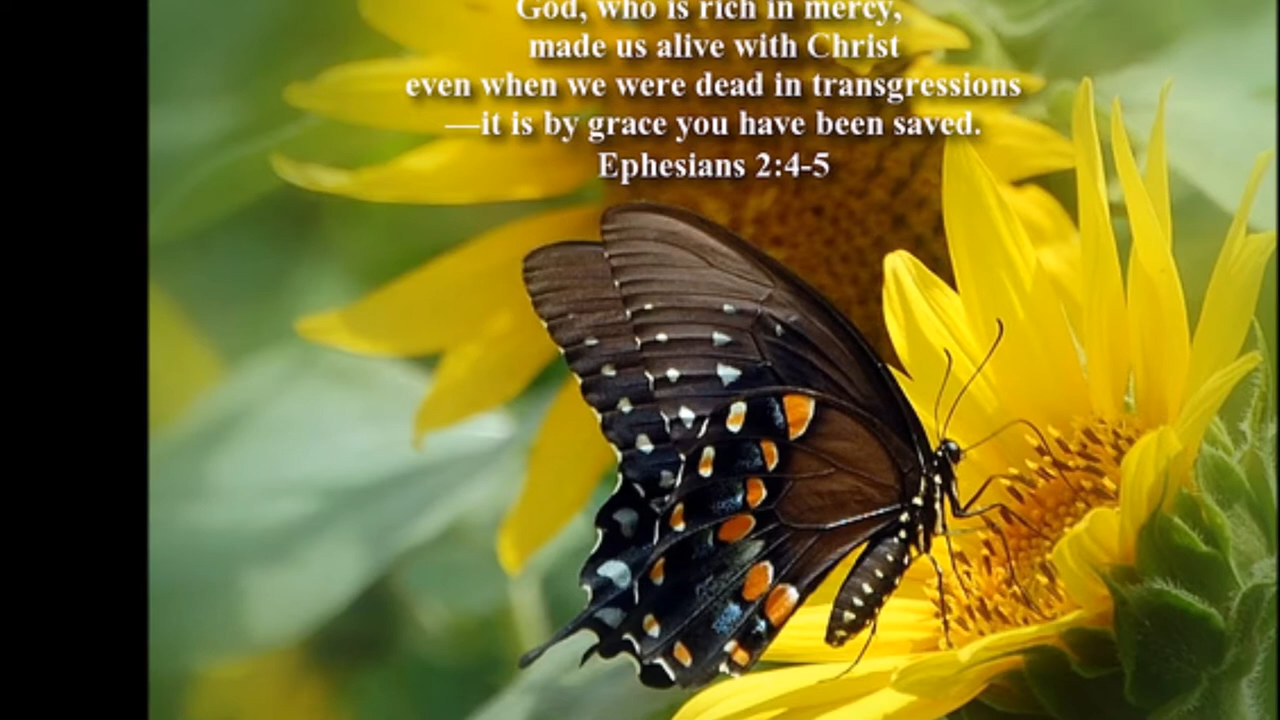 God, who is rich in mercy,
made us alive with Christ
even when we were dead in transgressions
—it is by grace you have been saved.
Ephesians 2:4-5